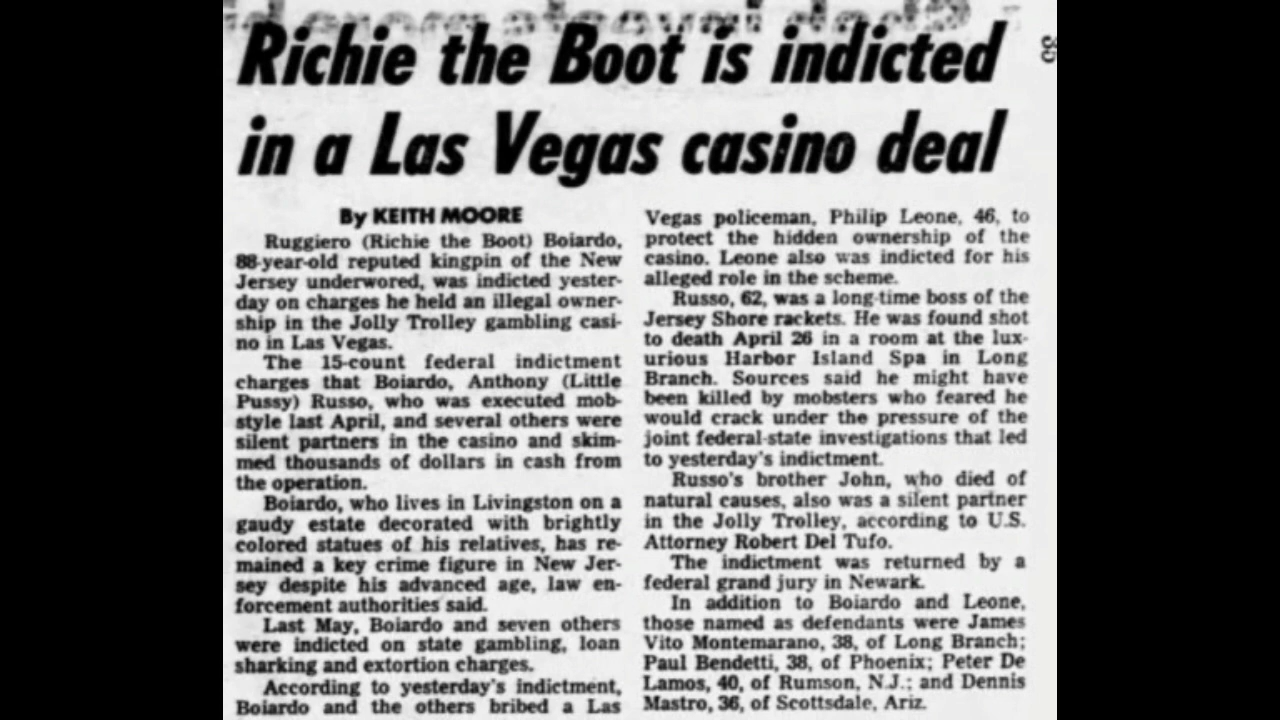 Richie the Boot is indicted
in a Las Vegas casino deal
35
By KEITH MOORE
Ruggiero (Richie the Boot) Boiardo,
88-year-old reputed kingpin of the New
Jersey underwored, was indicted yester-
day on charges he held an illegal owner-
ship in the Jolly Trolley gambling casi-
no in Las Vegas.
The 15-count federal indictment
charges that Boiardo, Anthony (Little
Pussy) Russo, who was executed mob-
style last April, and several others were
silent partners in the casino and skim-
med thousands of dollars in cash from
the operation.
Boiardo, who lives in Livingston on a
gaudy estate decorated with brightly
colored statues of his relatives, has re-
mained a key crime figure in New Jer-
sey despite his advanced age, law en-
forcement authorities said.
Last May, Boiardo and seven others
were indicted on state gambling, loan
sharking and extortion charges.
According to yesterday's indictment,
Boiardo and the others bribed a Las
Vegas policeman, Philip Leone, 46, to
protect the hidden ownership of the
casino. Leone also was indicted for his
alleged role in the scheme.
Russo, 62, was a long-time boss of the
Jersey Shore rackets. He was found shot
to death April 26 in a room at the lux-
urious Harbor Island Spa in Long
Branch. Sources said he might have
been killed by mobsters who feared he
would crack under the pressure of the
joint federal-state investigations that led
to yesterday's indictment.
Russo's brother John, who died of
natural causes, also was a silent partner
in the Jolly Trolley, according to U.S.
Attorney Robert Del Tufo.
The indictment was returned by a
federal grand jury in Newark.
In addition to Boiardo and Leone,
those named as defendants were James
Vito Montemarano, 38, of Long Branch;
Paul Bendetti, 38, of Phoenix; Peter De
Lamos, 40, of Rumson, N.J.; and Dennis
Mastro, 36, of Scottsdale, Ariz.